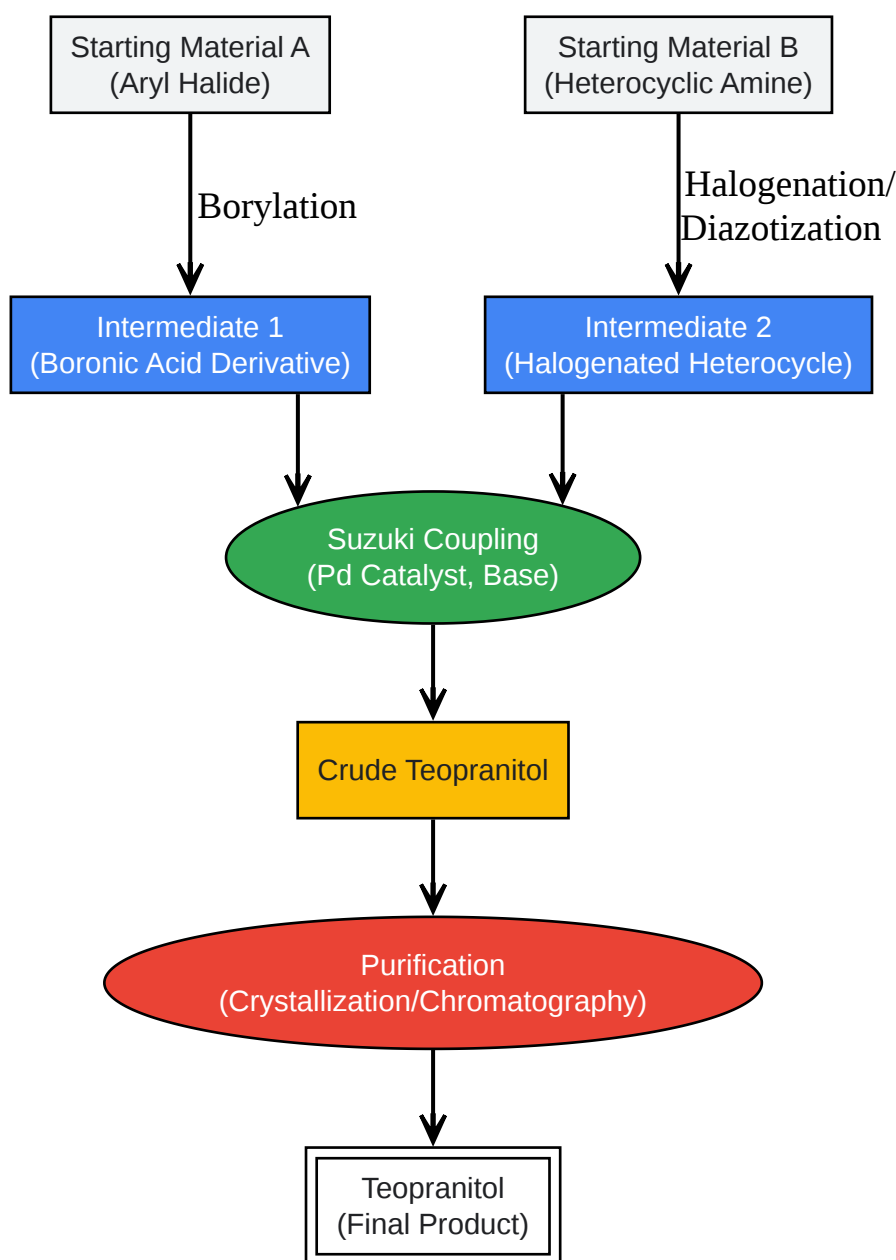 Starting Material A
(Aryl Halide)
Starting Material B
(Heterocyclic Amine)
Borylation
Halogenation/
Diazotization
Intermediate 1
(Boronic Acid Derivative)
Intermediate 2
(Halogenated Heterocycle)
Suzuki Coupling
(Pd Catalyst, Base)
Crude Teopranitol
Purification
(Crystallization/Chromatography)
Teopranitol
(Final Product)